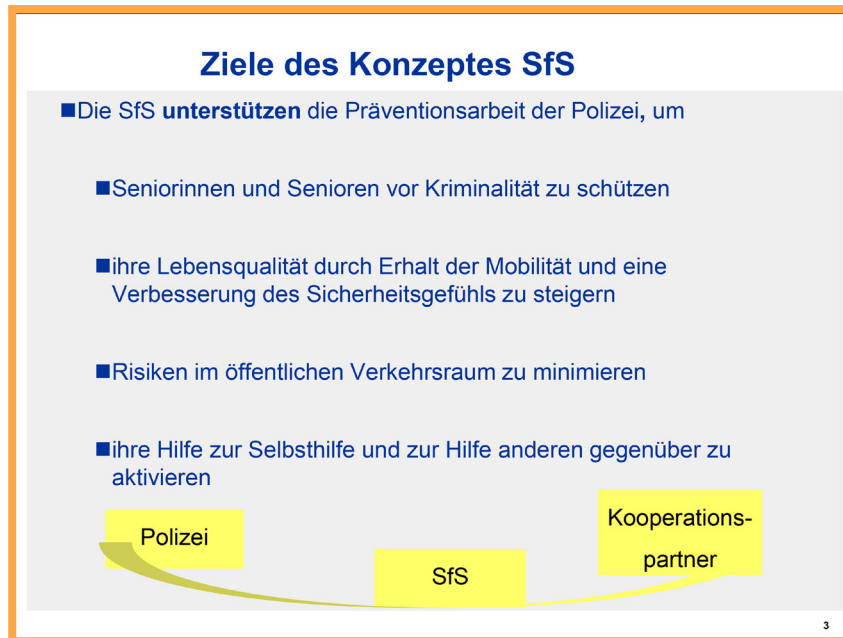 Ziele des Konzeptes SfS
■Die SfS unterstützen die Präventionsarbeit der Polizei, um
■Seniorinnen und Senioren vor Kriminalität zu schützen
■ihre Lebensqualität durch Erhalt der Mobilität und eine
Verbesserung des Sicherheitsgefühls zu steigern
■Risiken im öffentlichen Verkehrsraum zu minimieren
■ihre Hilfe zur Selbsthilfe und zur Hilfe anderen gegenüber zu
aktivieren
Polizei
SfS
Kooperations-
partner
3